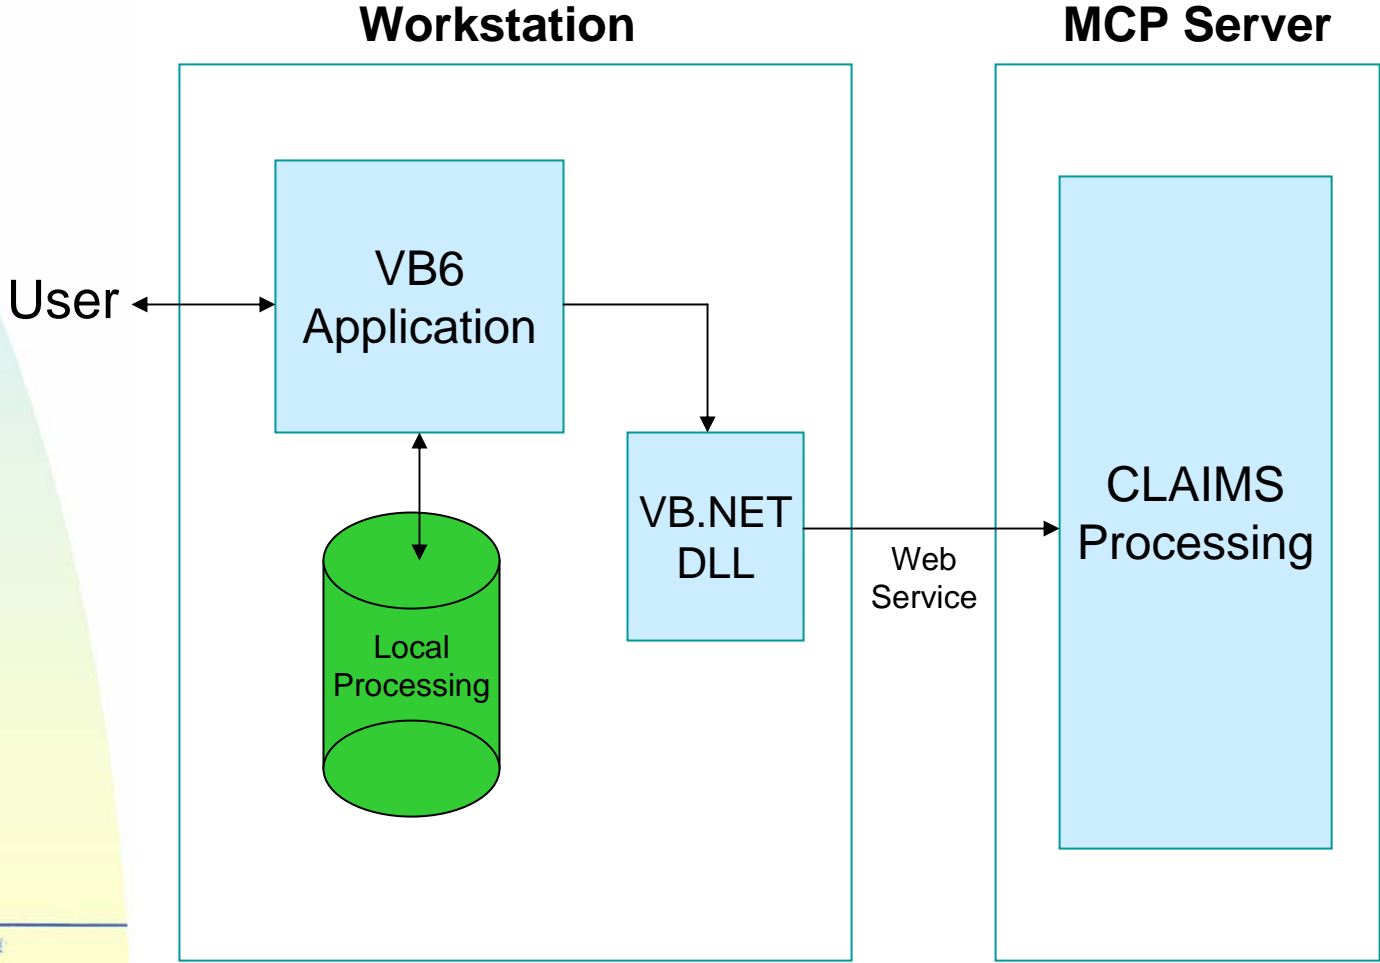 Workstation
MCP Server
User
VB6
Application
VB.NET
DLL
Web
Service
CLAIMS
Processing
Local
Processing